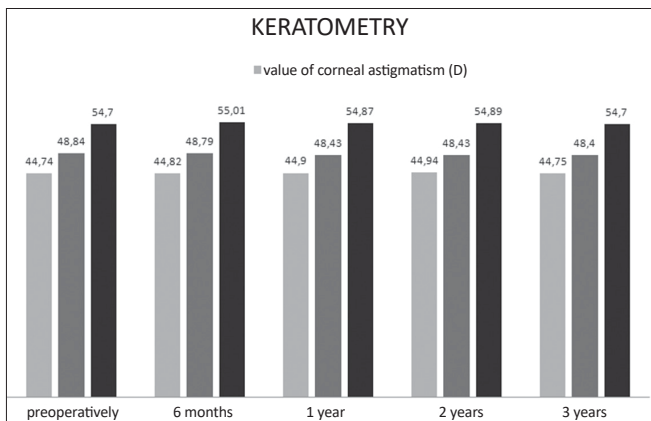 KERATOMETRY
value of corneal astigmatism (D)
44,74 48,84 54,7
44,82 48,79 55,01
44,9 48,43 54,87
44,94 48,43 54,89
44,75 48,4 54,7
preoperatively 6 months 1 year 2 years 3 years